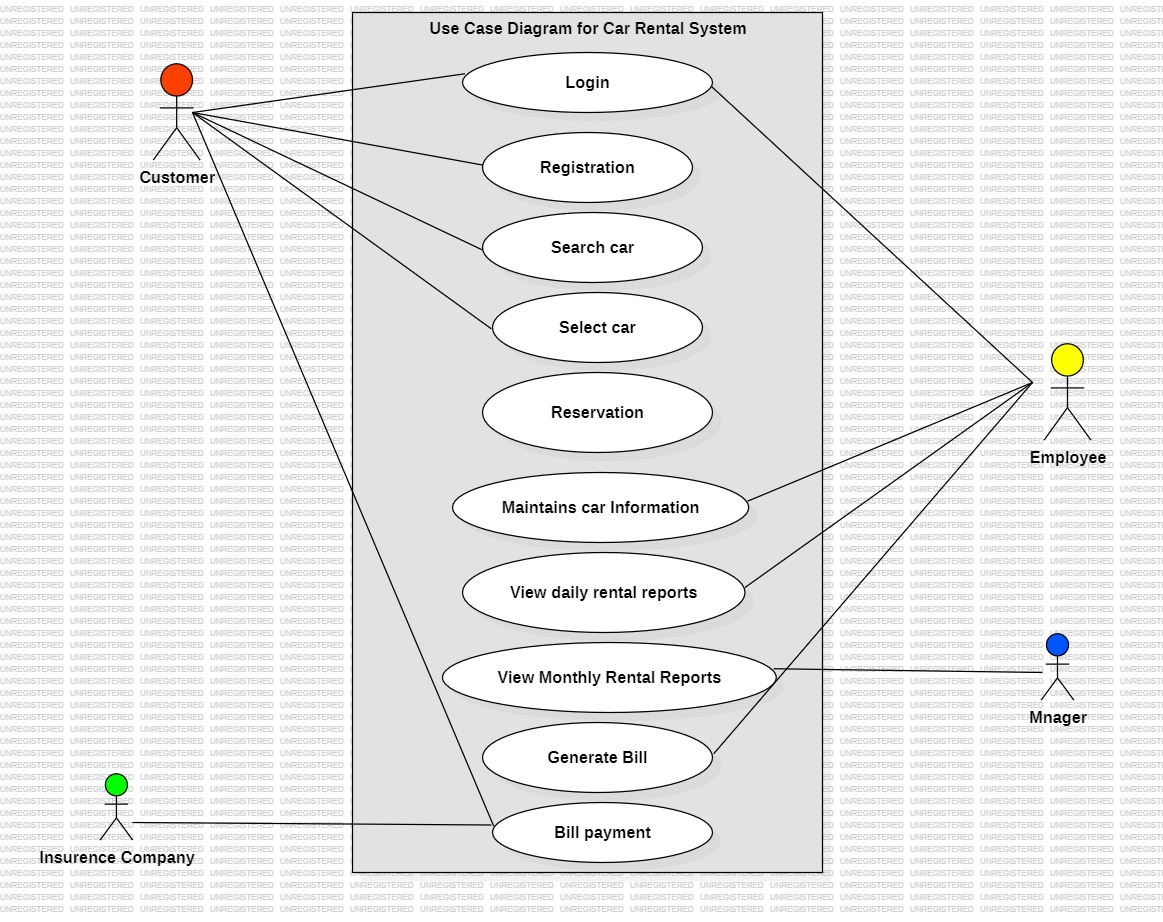 Use Case Diagram for Car Rental System
Login
Registration
Customer
Search car
Select car
Reservation
Employee
Maintains car Information
View daily rental reports
View Monthly Rental Reports
Mnager
Generate Bill
Bill payment
Insurence Company
UNREGISTERED